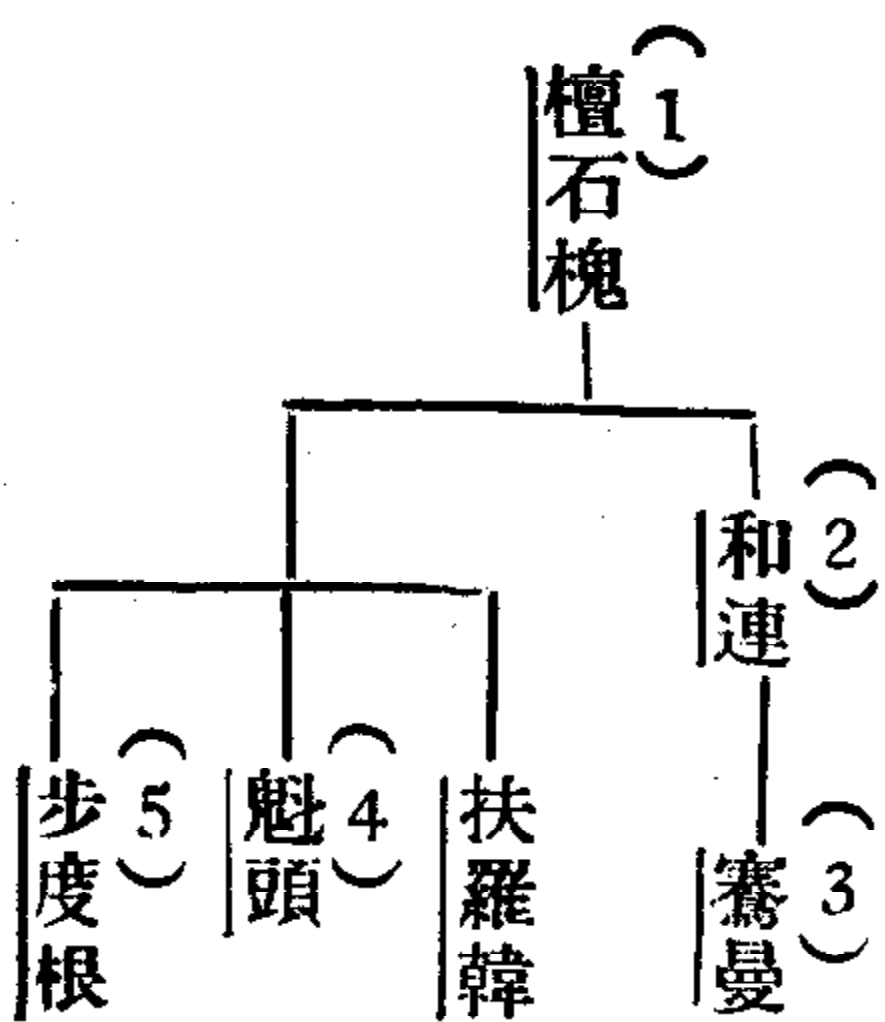 (1)
檀石槐
(2)
和連
(3)
騫曼
扶羅韓
(4)
魁頭
(5)
步度根